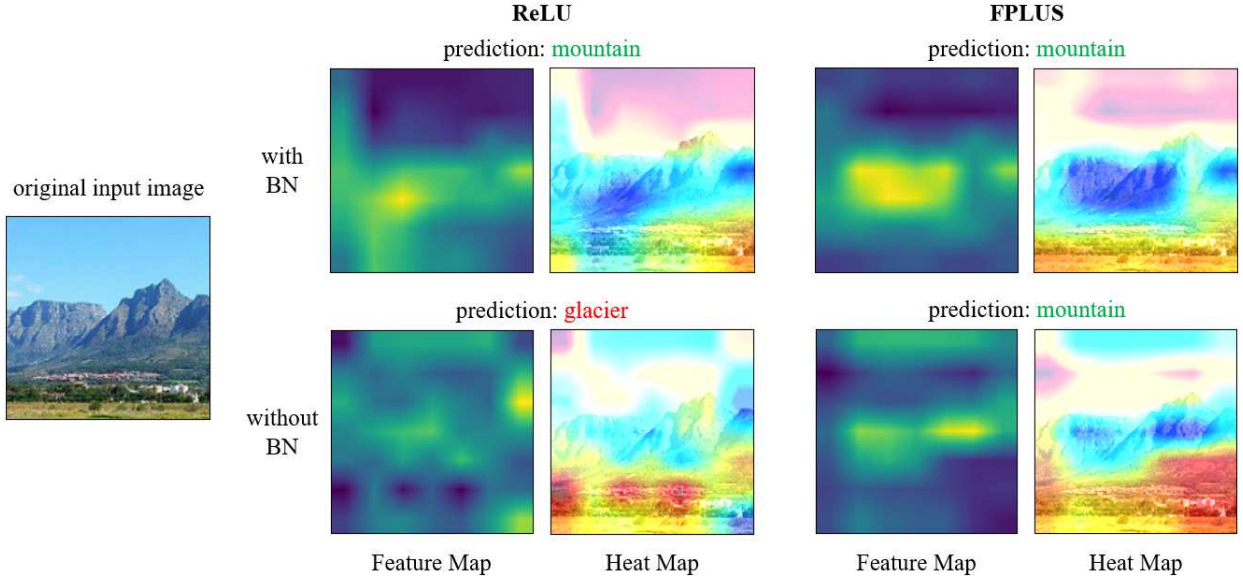 ReLU
FPLUS
prediction: mountain
prediction: mountain
with
BN
original input image
prediction: glacier
prediction: mountain
without
BN
Feature Map
Heat Map
Feature Map
Heat Map